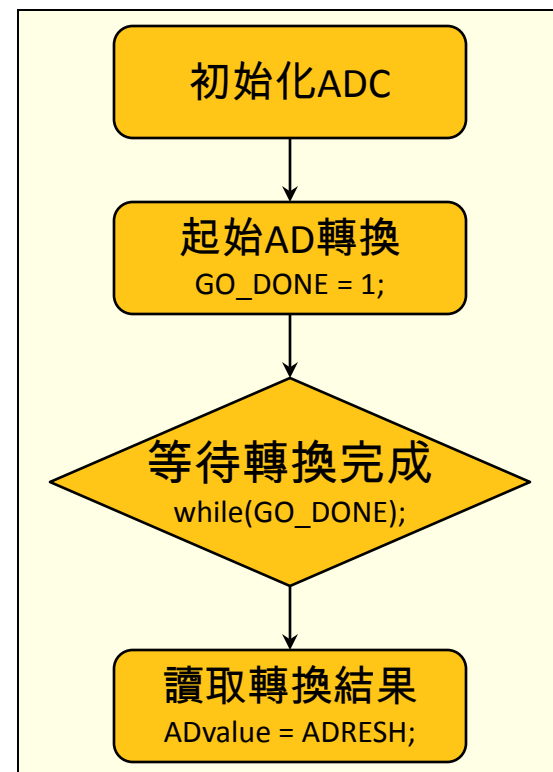 初始化ADC
起始AD轉換
GO_DONE = 1;
等待轉換完成
while(GO_DONE);
讀取轉換結果
ADvalue = ADRESH;